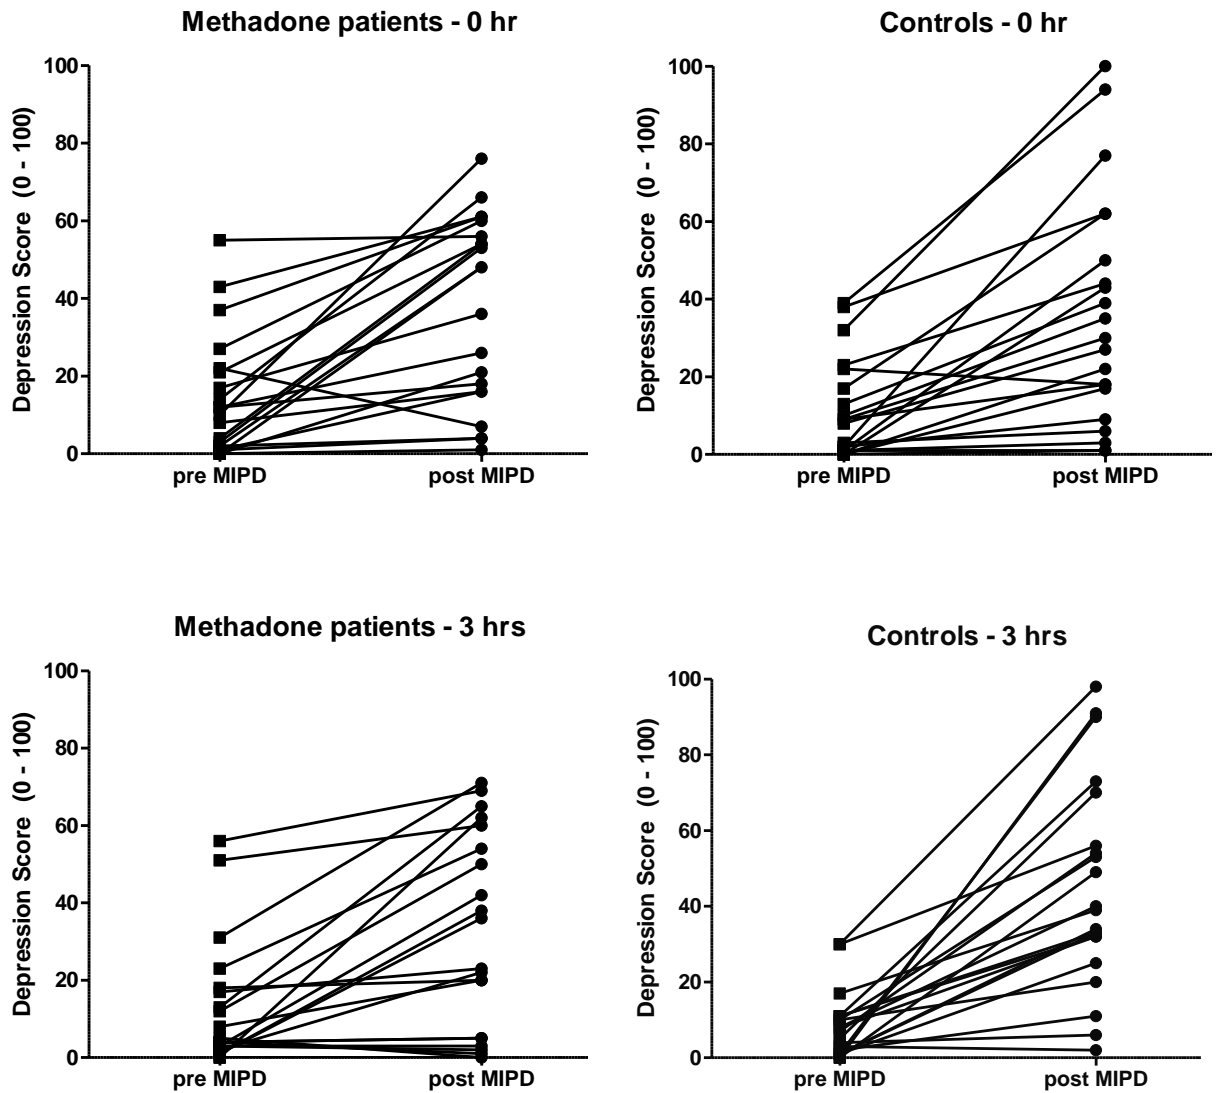 Methadone patients - 0 hr
Depression Score (0 - 100)
100
80
60
40
20
0
pre MIPD
post MIPD
Controls - 0 hr
Depression Score (0 - 100)
100
80
60
40
20
0
pre MIPD
post MIPD
Methadone patients - 3 hrs
Depression Score (0 - 100)
100
80
60
40
20
0
pre MIPD
post MIPD
Controls - 3 hrs
Depression Score (0 - 100)
100
80
60
40
20
0
pre MIPD
post MIPD